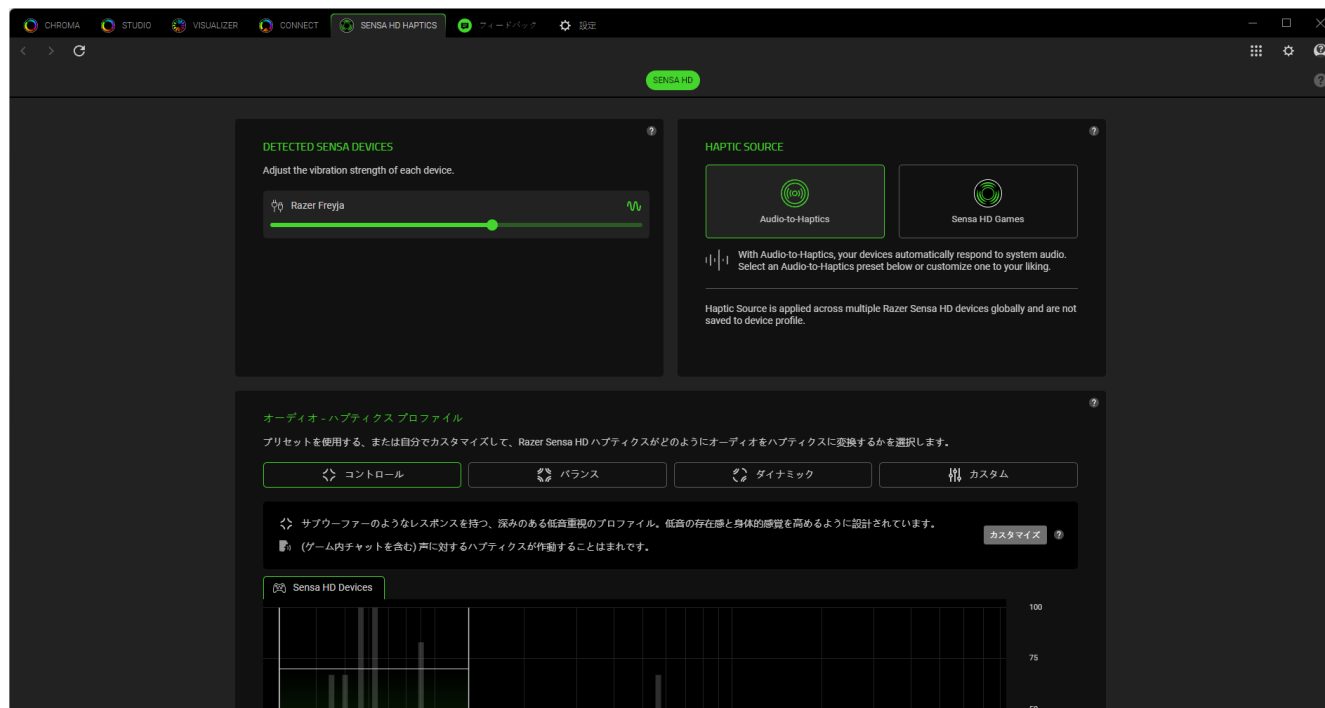 CHROMA STUDIO VISUALIZER CONNECT SENSA HD HAPTICS フィードバック 設定
SENSA HD
DETECTED SENSA DEVICES
Adjust the vibration strength of each device.
Razer Freyja
HAPTIC SOURCE
Audio-to-Haptics
Sensa HD Games
With Audio-to-Haptics, your devices automatically respond to system audio.
Select an Audio-to-Haptics preset below or customize one to your liking.
Haptic Source is applied across multiple Razer Sensa HD devices globally and are not
saved to device profile.
オーディオ - ハプティクス プロファイル
プリセットを使用する、または自分でカスタマイズして、Razer Sensa HD ハプティクスがどのようにオーディオをハプティクスに変換するかを選択します。
コントロール バランス ダイナミック カスタム
サブウーファーのようなレスポンスを持つ、深みのある低音重視のプロファイル。低音の存在感と身体的感覚を高めるように設計されています。
(ゲーム内チャットを含む) 声に対するハプティクスが作動することはまれです。
カスタマイズ
Sensa HD Devices
100
75